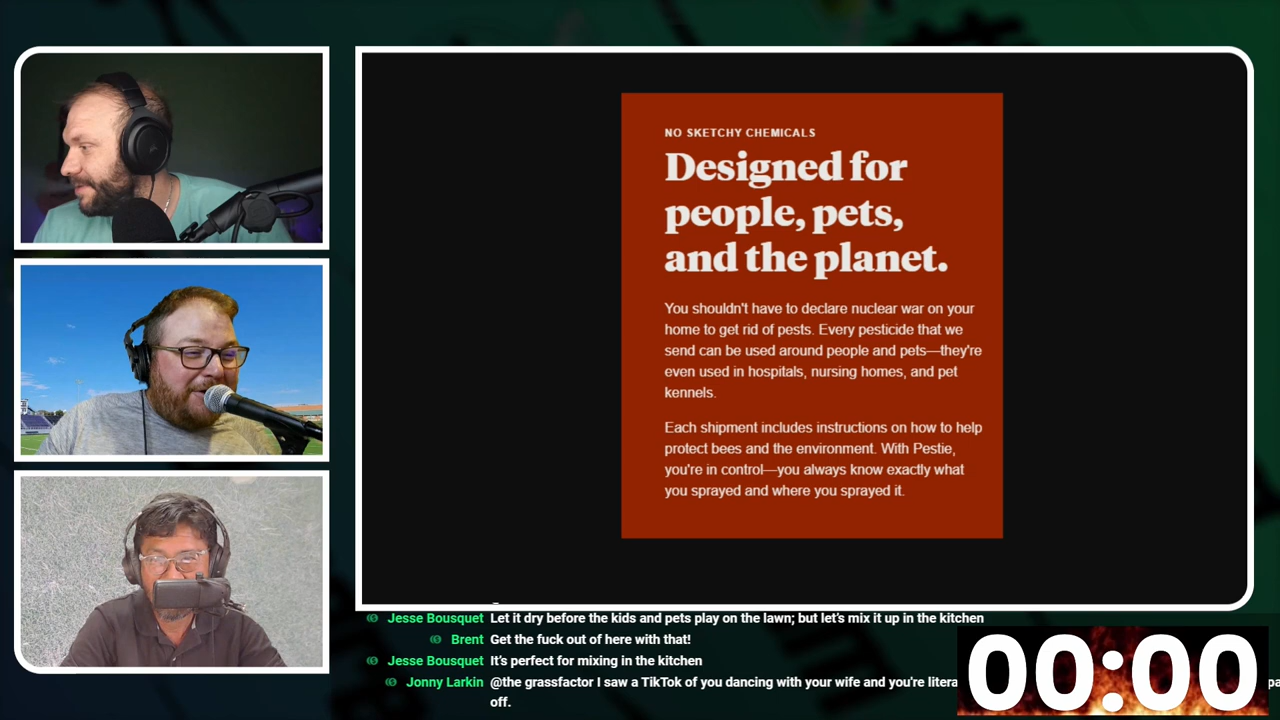 NO SKETCHY CHEMICALS
Designed for
people, pets,
and the planet.
You shouldn't have to declare nuclear war on your
home to get rid of pests. Every pesticide that we
send can be used around people and pets—they're
even used in hospitals, nursing homes, and pet
kennels.
Each shipment includes instructions on how to help
protect bees and the environment. With Pestie,
you're in control—you always know exactly what
you sprayed and where you sprayed it.
Jesse Bousquet Let it dry before the kids and pets play on the lawn; but let's mix it up in the kitchen
Brent Get the fuck out of here with that!
Jesse Bousquet It's perfect for mixing in the kitchen
Jonny Larkin @the grassfactor I saw a TikTok of you dancing with your wife and you're
off.
00:00